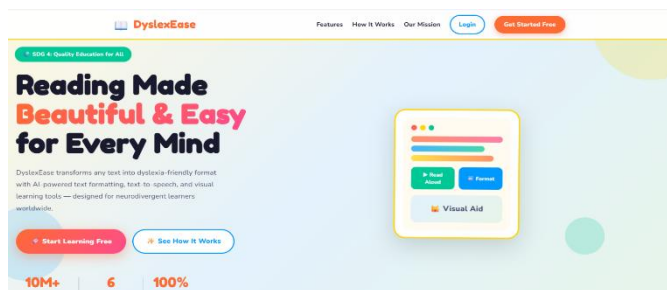 DyslexEase
Features How It Works Our Mission Login Get Started Free
SDG 4: Quality Education for All
Reading Made
Beautiful & Easy
for Every Mind
DyslexEase transforms any text into dyslexia-friendly format
with AI-powered text formatting, text-to-speech, and visual
learning tools — designed for neurodivergent learners
worldwide.
Start Learning Free
See How It Works
10M+ 6 100%
▶ Read
Aloud
Format
Visual Aid